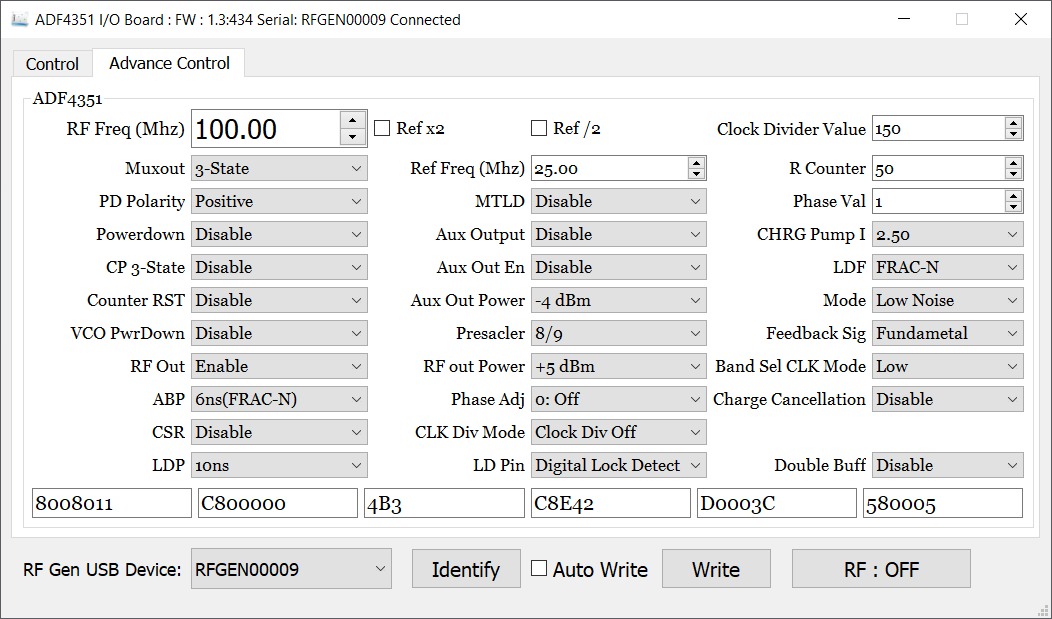 ADF4351 I/O Board : FW : 1.3:434 Serial: RFGEN00009 Connected
Control Advance Control
ADF4351
RF Freq (Mhz) 100.00 Ref x2 Ref /2 Clock Divider Value 150
Muxout 3-State Ref Freq (Mhz) 25.00 R Counter 50
PD Polarity Positive MTLD Disable Phase Val 1
Powerdown Disable Aux Output Disable CHRG Pump I 2.50
CP 3-State Disable Aux Out En Disable LDF FRAC-N
Counter RST Disable Aux Out Power -4 dBm Mode Low Noise
VCO PwrDown Disable Presacler 8/9 Feedback Sig Fundametal
RF Out Enable RF out Power +5 dBm Band Sel CLK Mode Low
ABP 6ns(FRAC-N) Phase Adj 0: Off Charge Cancellation Disable
CSR Disable CLK Div Mode Clock Div Off
LDP 10ns LD Pin Digital Lock Detect Double Buff Disable
8008011 C800000 4B3 C8E42 D0003C 580005
RF Gen USB Device: RFGEN00009 Identify Auto Write Write RF : OFF